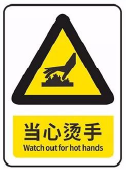 当心烫手
Watch out for hot hands